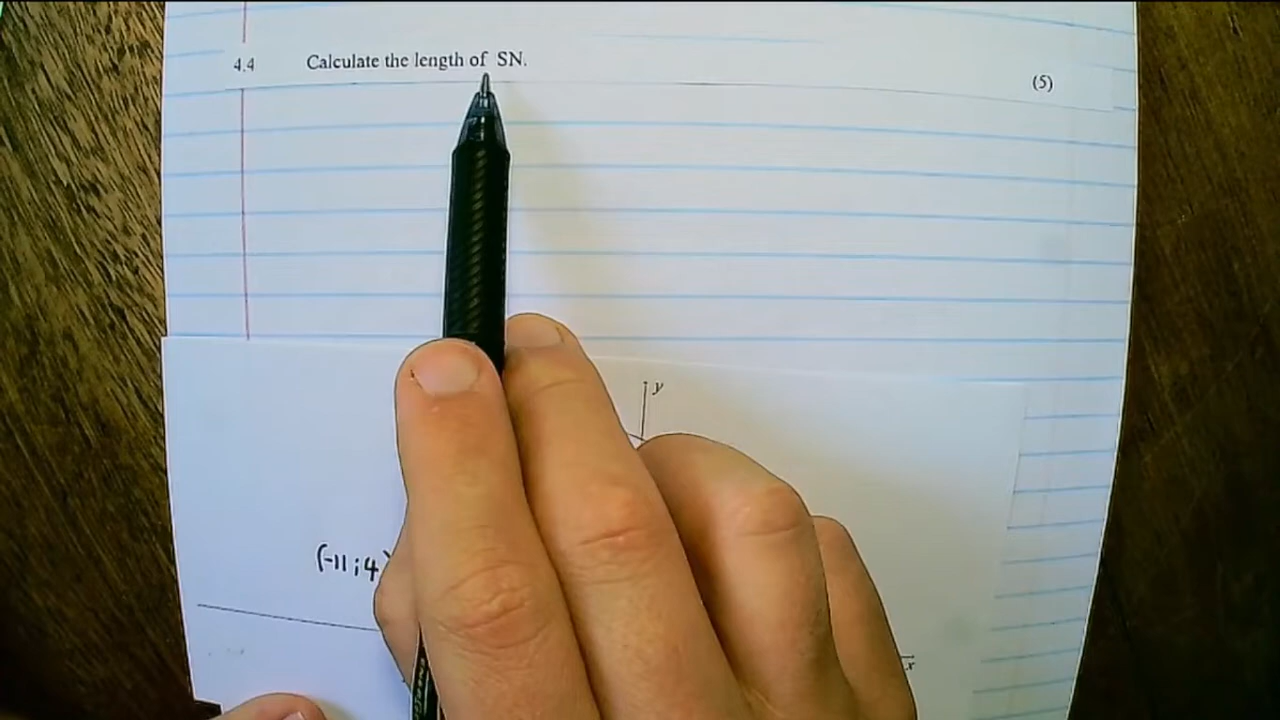 4.4 Calculate the length of SN.
(5)
y
(-11 ; 4
x